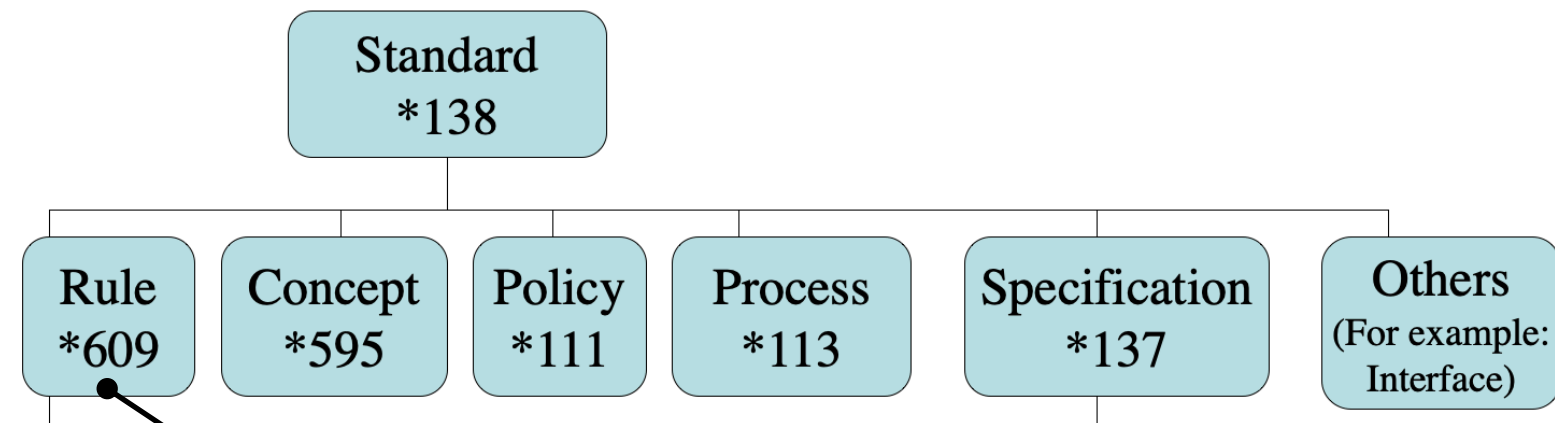 Standard
*138
Rule
*609
Concept
*595
Policy
*111
Process
*113
Specification
*137
Others
(For example:
Interface)